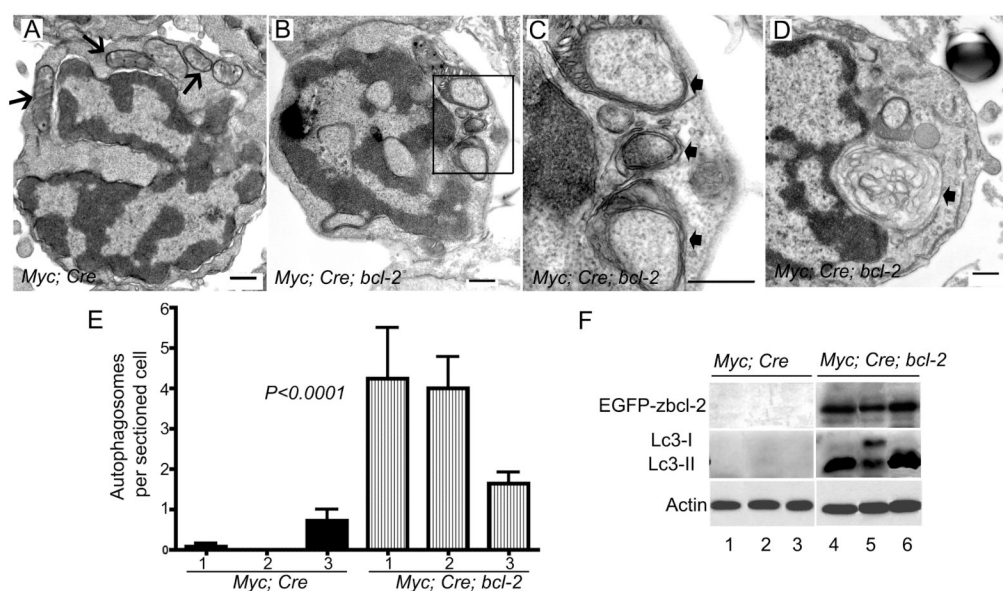 A
Myc; Cre
B
Myc; Cre; bcl-2
C
Myc; Cre; bcl-2
D
Myc; Cre; bcl-2
E
Autophagosomes
per sectioned cell
6
5
4
3
2
1
0
P<0.0001
1 2 3 1 2 3
Myc; Cre Myc; Cre; bcl-2
F
Myc; Cre Myc; Cre; bcl-2
EGFP-zbcl-2
Lc3-I
Lc3-II
Actin
1 2 3 4 5 6